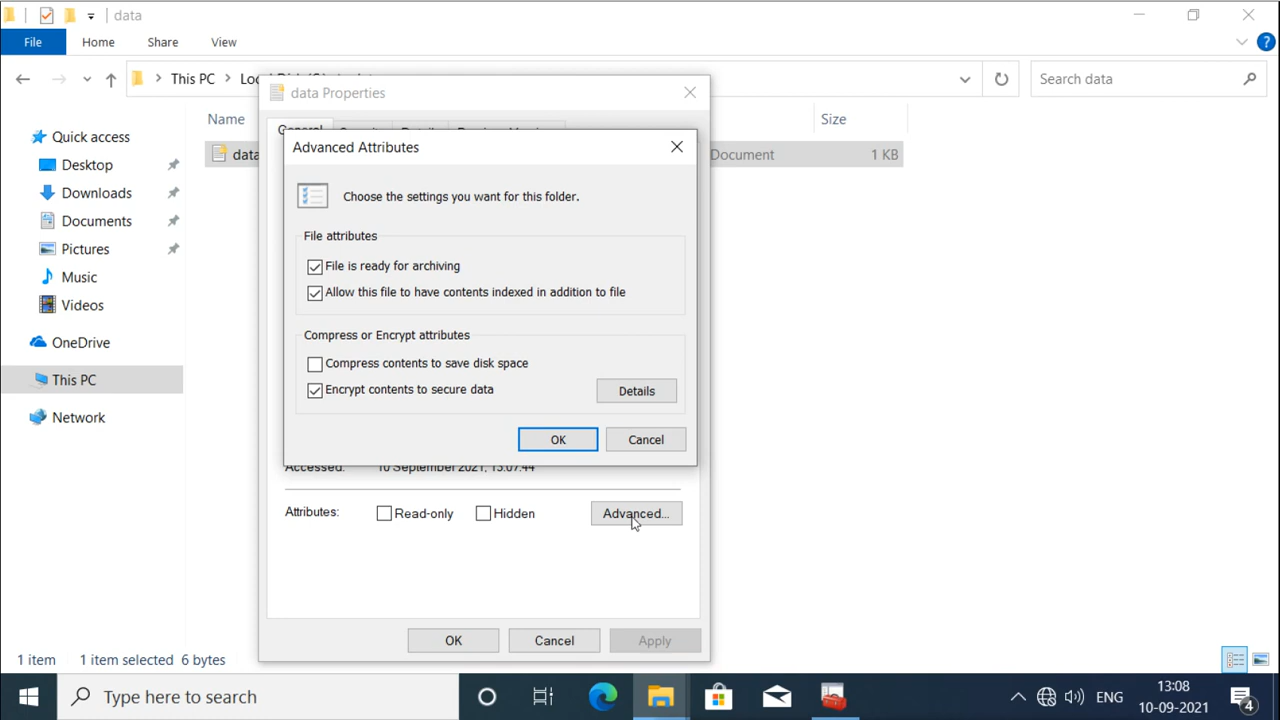 data
File
Home
Share
View
This PC
data Properties
Search data
Name
Size
Quick access
General
Advanced Attributes
Desktop
data
Document
1 KB
Downloads
Choose the settings you want for this folder.
Documents
File attributes
Pictures
File is ready for archiving
Music
Allow this file to have contents indexed in addition to file
Videos
Compress or Encrypt attributes
OneDrive
Compress contents to save disk space
This PC
Encrypt contents to secure data
Details
Network
OK
Cancel
Accessed:
10 September 2021, 13:07:44
Attributes:
Read-only
Hidden
Advanced...
OK
Cancel
Apply
1 item
1 item selected 6 bytes
Type here to search
ENG
13:08
10-09-2021
4